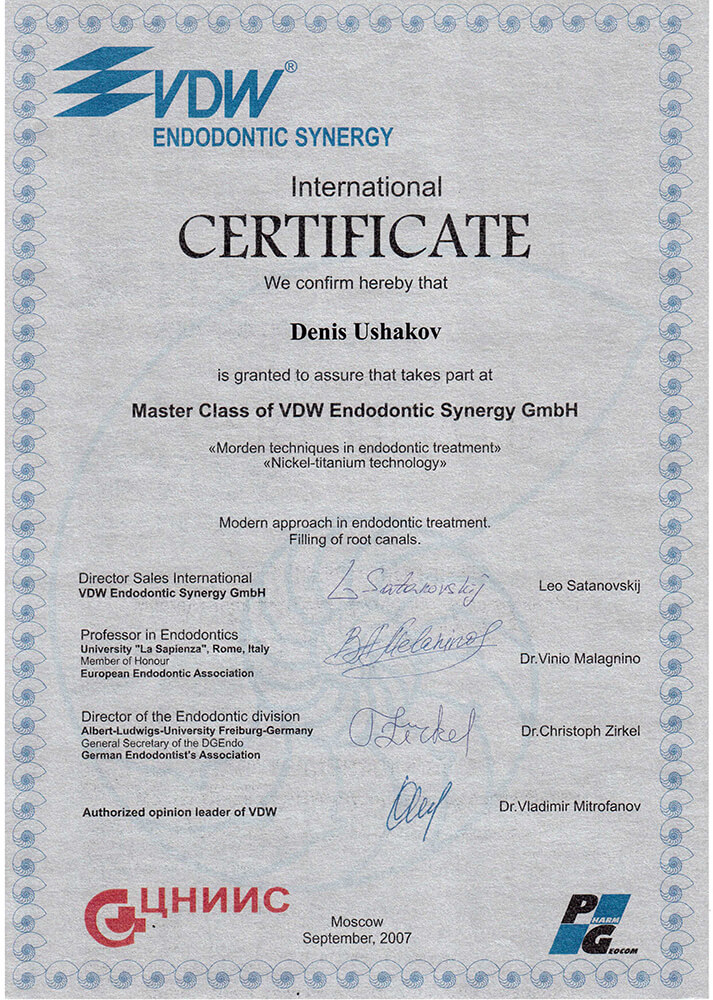 VDW®
ENDODONTIC SYNERGY
International
CERTIFICATE
We confirm hereby that
Denis Ushakov
is granted to assure that takes part at
Master Class of VDW Endodontic Synergy GmbH
«Morden techniques in endodontic treatment»
«Nickel-titanium technology»
Modern approach in endodontic treatment.
Filling of root canals.
Director Sales International
VDW Endodontic Synergy GmbH
L Satanovskij
Leo Satanovskij
Professor in Endodontics
University "La Sapienza", Rome, Italy
Member of Honour
European Endodontic Association
Dr.Vinio Malagnino
Director of the Endodontic division
Albert-Ludwigs-University Freiburg-Germany
General Secretary of the DGEndo
German Endodontist's Association
Zirkel
Dr.Christoph Zirkel
Authorized opinion leader of VDW
Dr.Vladimir Mitrofanov
ЦНИИС
Moscow
September, 2007
PHARM
GEOCOM